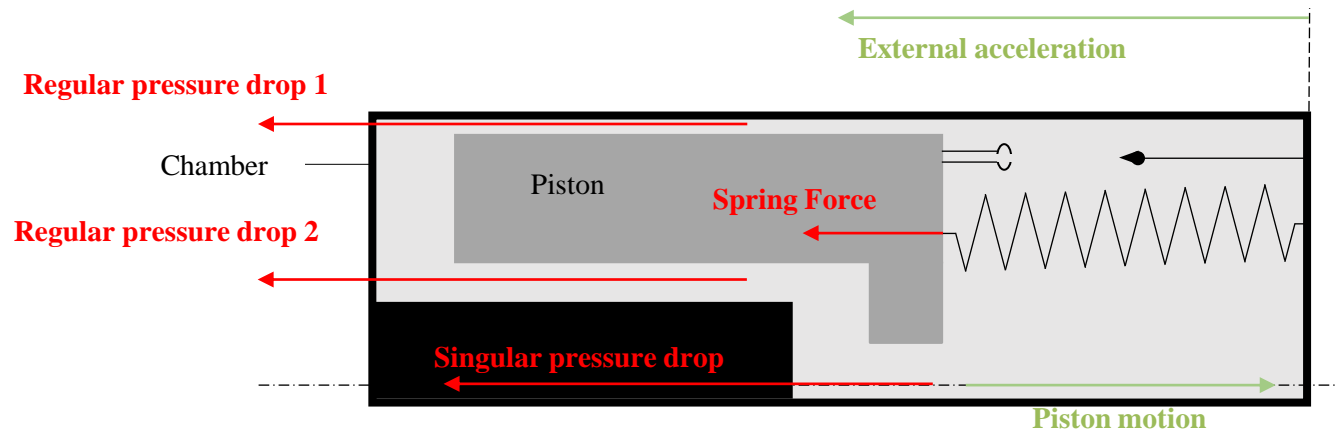 External acceleration
Regular pressure drop 1
Chamber
Piston
Spring Force
Regular pressure drop 2
Singular pressure drop
Piston motion